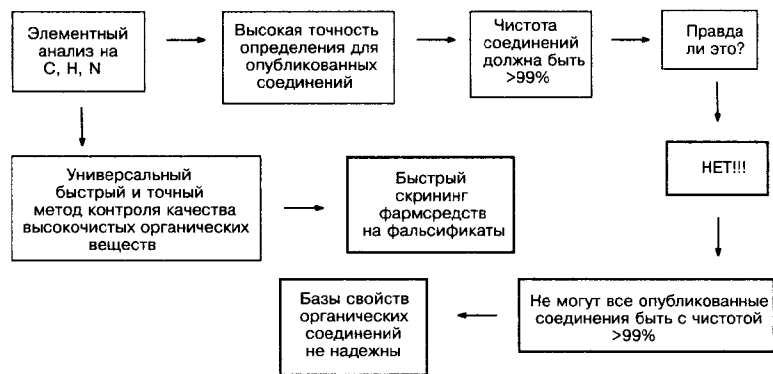 Элементный
анализ на
C, H, N
Высокая точность
определения для
опубликованных
соединений
Чистота
соединений
должна быть
>99%
Правда
ли это?
НЕТ!!!
Универсальный
быстрый и точный
метод контроля качества
высокочистых органических
веществ
Быстрый
скрининг
фармсредств
на фальсификаты
Не могут все опубликованные
соединения быть с чистотой
>99%
Базы свойств
органических
соединений
не надежны